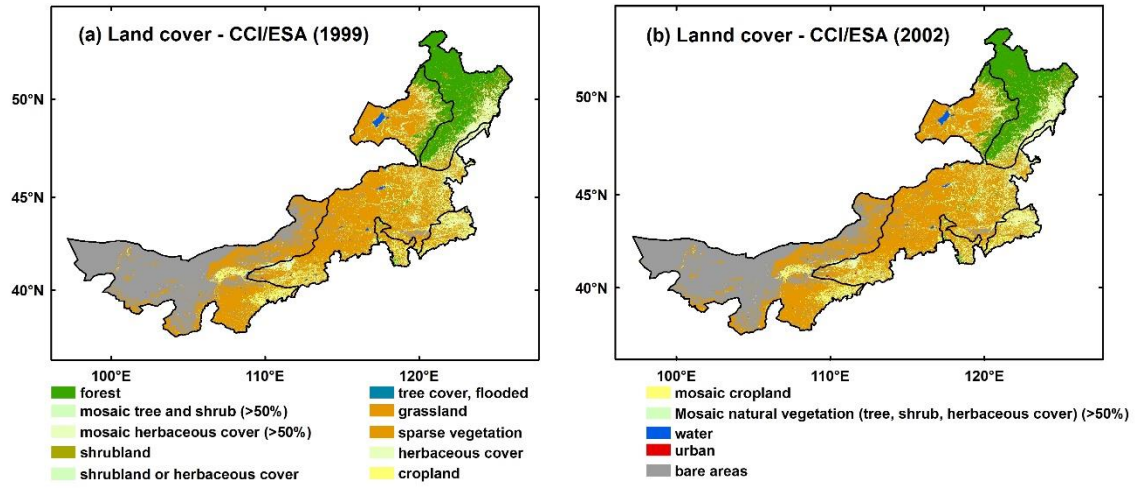 (a) Land cover - CCI/ESA (1999)
50°N
45°N
40°N
100°E
110°E
120°E
forest
mosaic tree and shrub (>50%)
mosaic herbaceous cover (>50%)
shrubland
shrubland or herbaceous cover
tree cover, flooded
grassland
sparse vegetation
herbaceous cover
cropland
(b) Lannd cover - CCI/ESA (2002)
50°N
45°N
40°N
100°E
110°E
120°E
mosaic cropland
Mosaic natural vegetation (tree, shrub, herbaceous cover) (>50%)
water
urban
bare areas